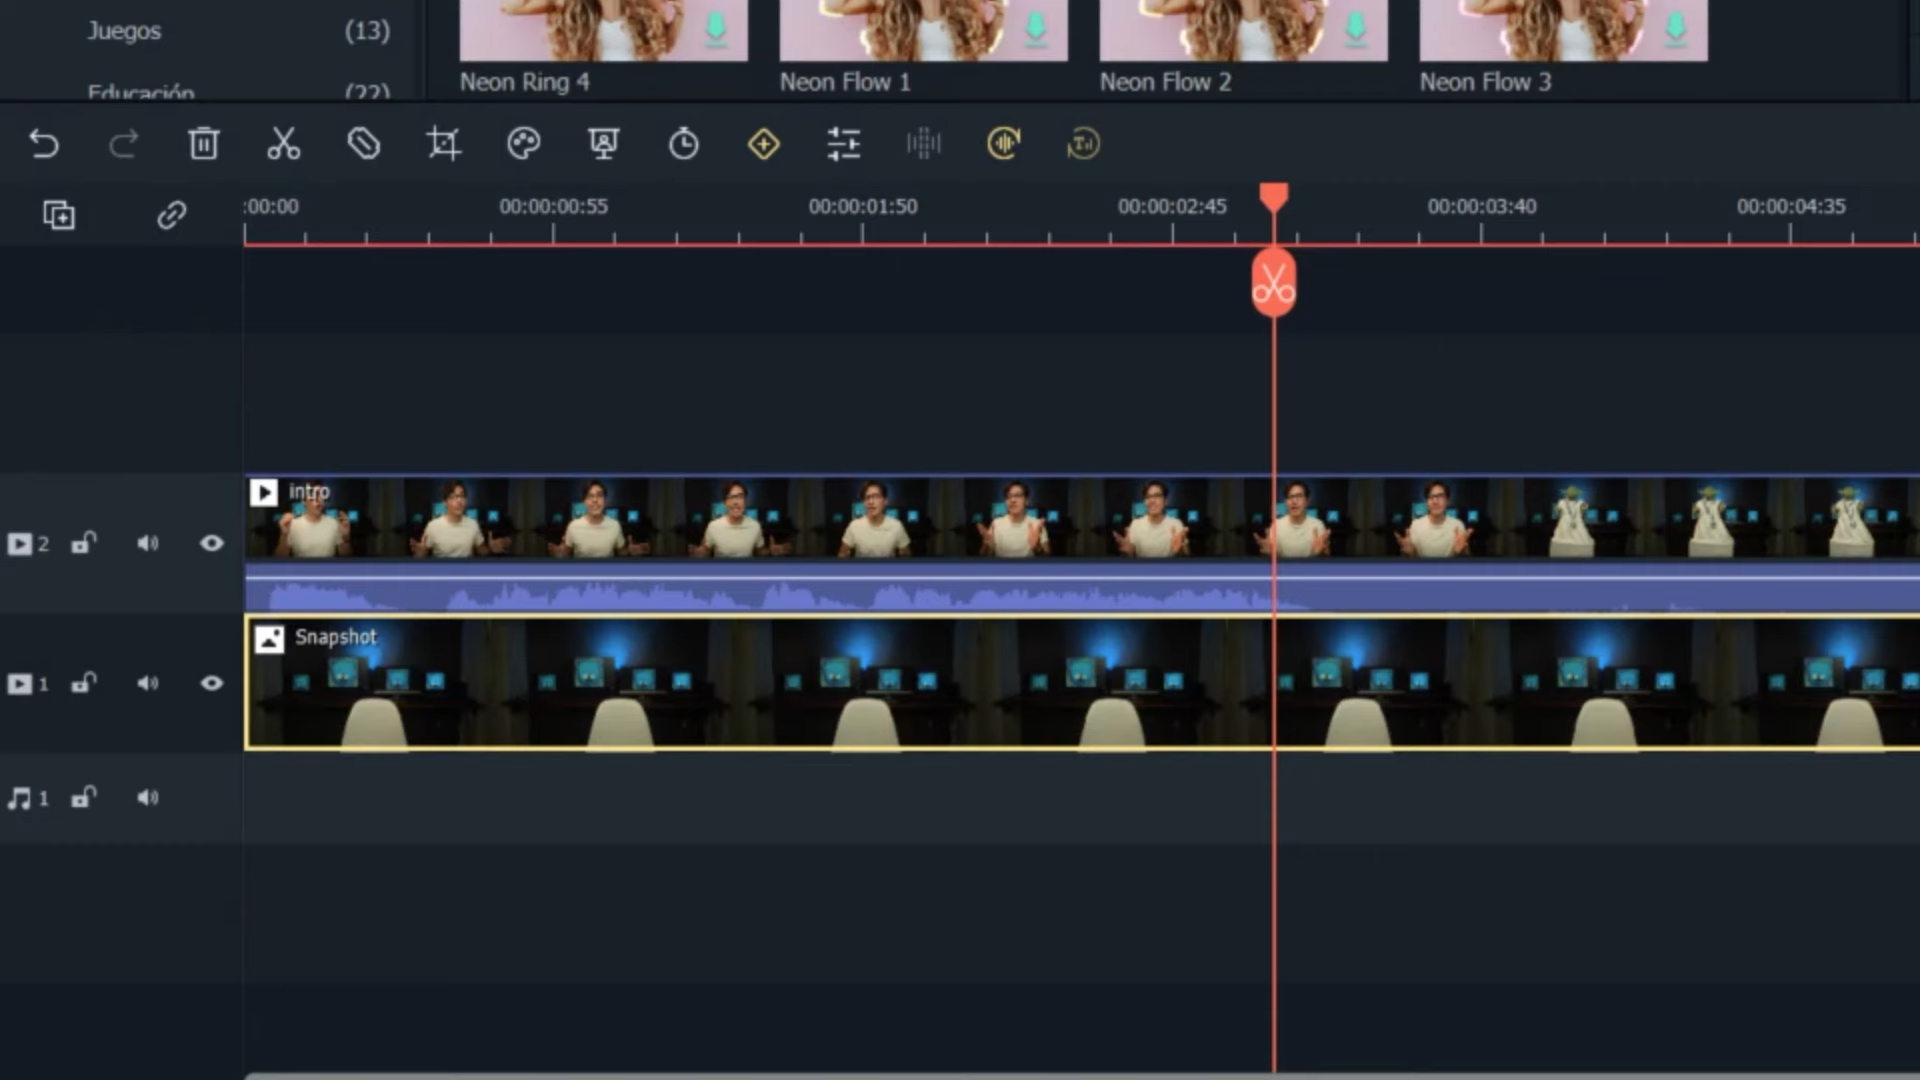 Juegos (13)
Educación (22)
Neon Ring 4
Neon Flow 1
Neon Flow 2
Neon Flow 3
:00:00
00:00:00:55
00:00:01:50
00:00:02:45
00:00:03:40
00:00:04:35
intro
2
Snapshot
1
1